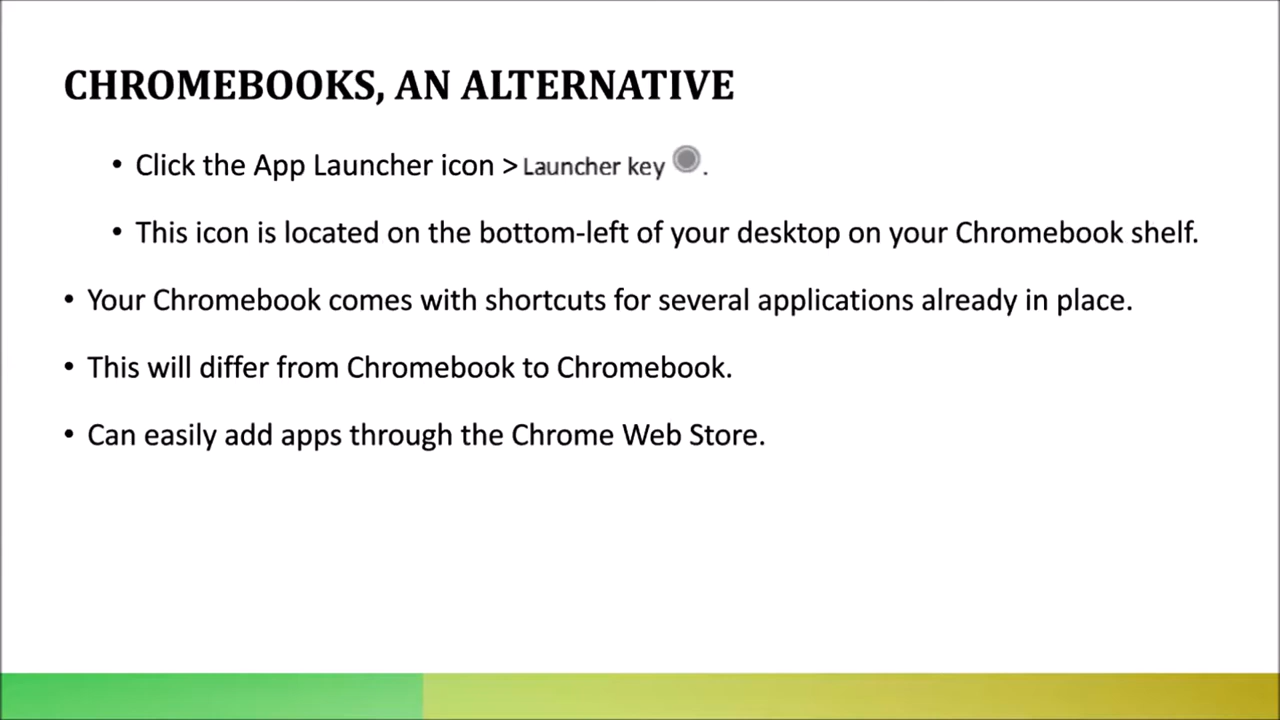 CHROMEBOOKS, AN ALTERNATIVE
• Click the App Launcher icon > Launcher key .
• This icon is located on the bottom-left of your desktop on your Chromebook shelf.
• Your Chromebook comes with shortcuts for several applications already in place.
• This will differ from Chromebook to Chromebook.
• Can easily add apps through the Chrome Web Store.